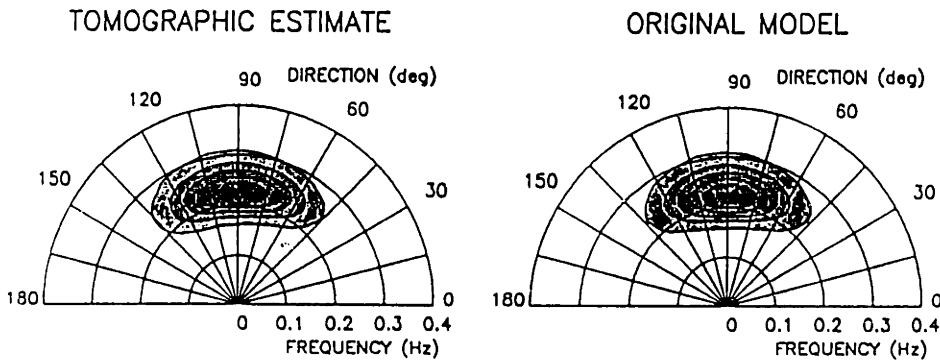 TOMOGRAPHIC ESTIMATE
90 DIRECTION (deg)
120
60
150
30
180
0
0 0.1 0.2 0.3 0.4
FREQUENCY (Hz)
ORIGINAL MODEL
90 DIRECTION (deg)
120
60
150
30
180
0
0 0.1 0.2 0.3 0.4
FREQUENCY (Hz)